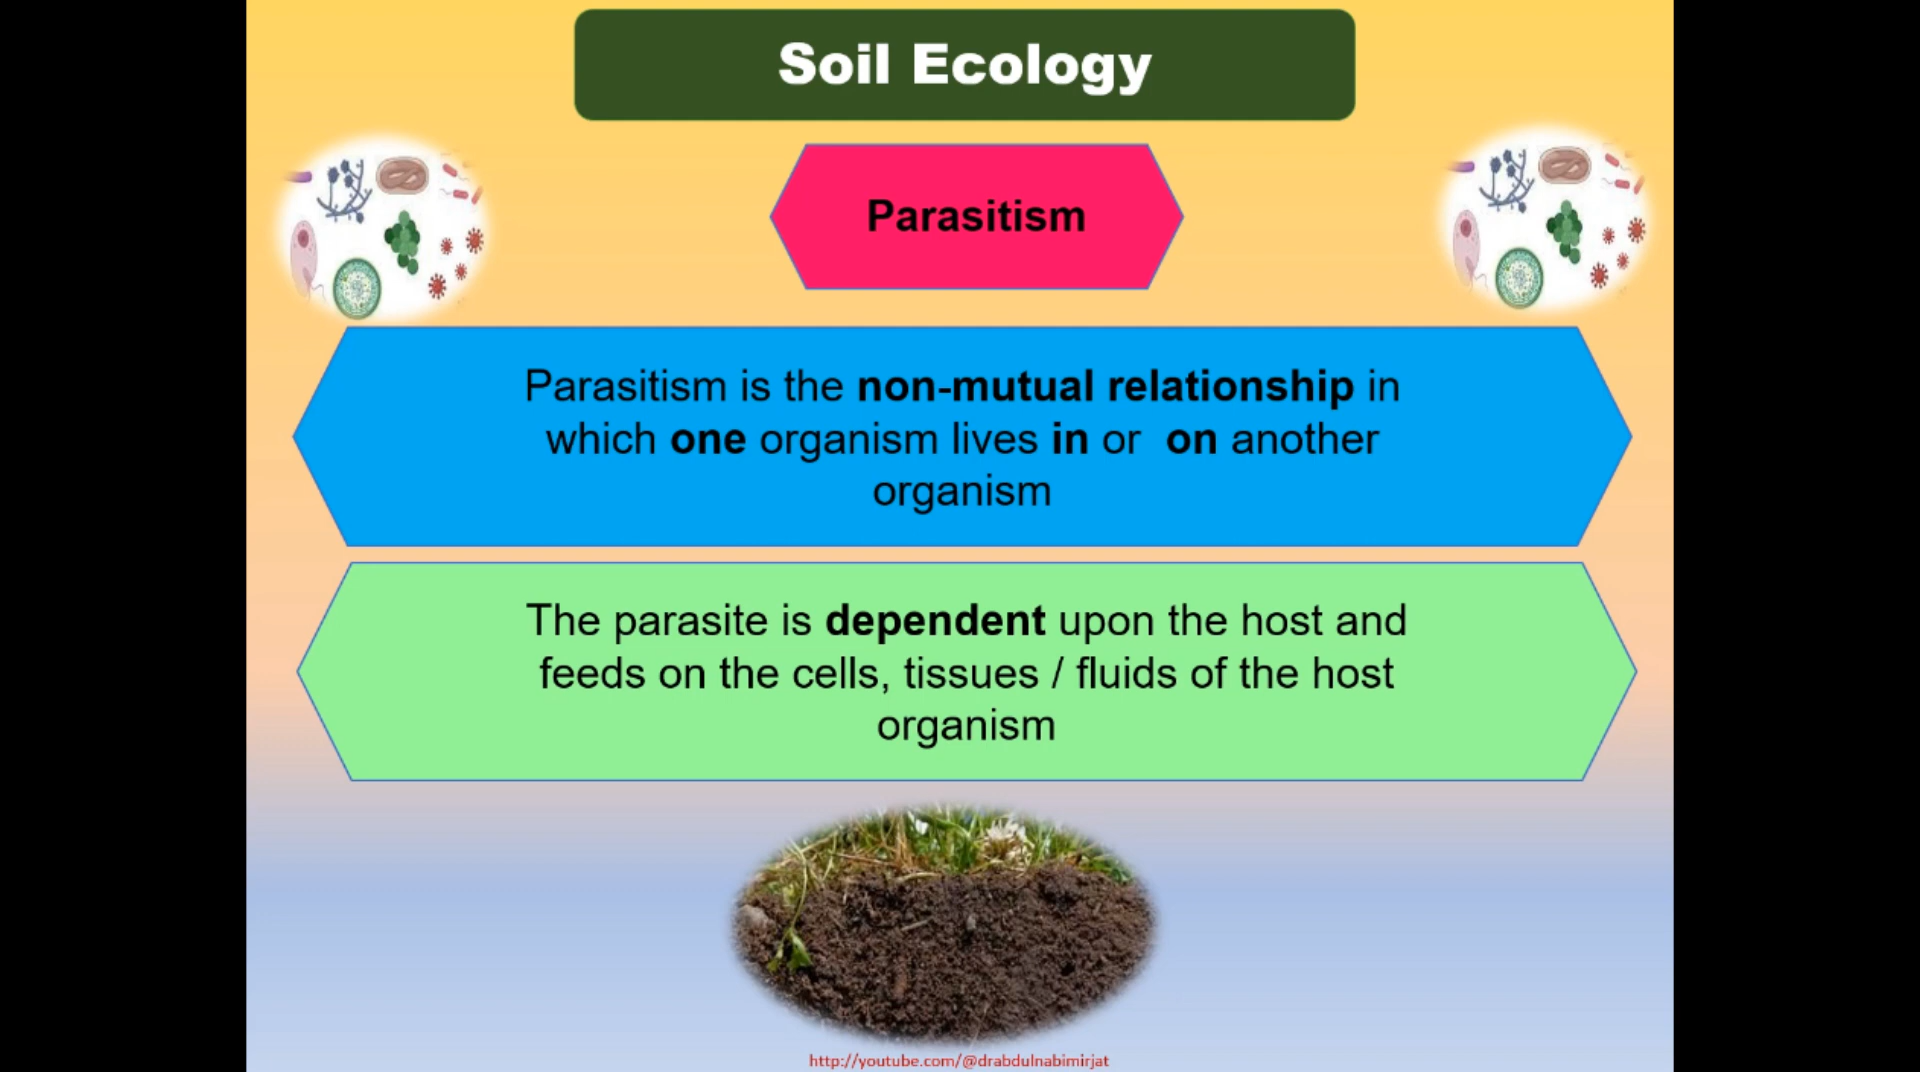 Soil Ecology
Parasitism
Parasitism is the non-mutual relationship in
which one organism lives in or on another
organism
The parasite is dependent upon the host and
feeds on the cells, tissues / fluids of the host
organism
http://youtube.com/@drabdulnabimirjat